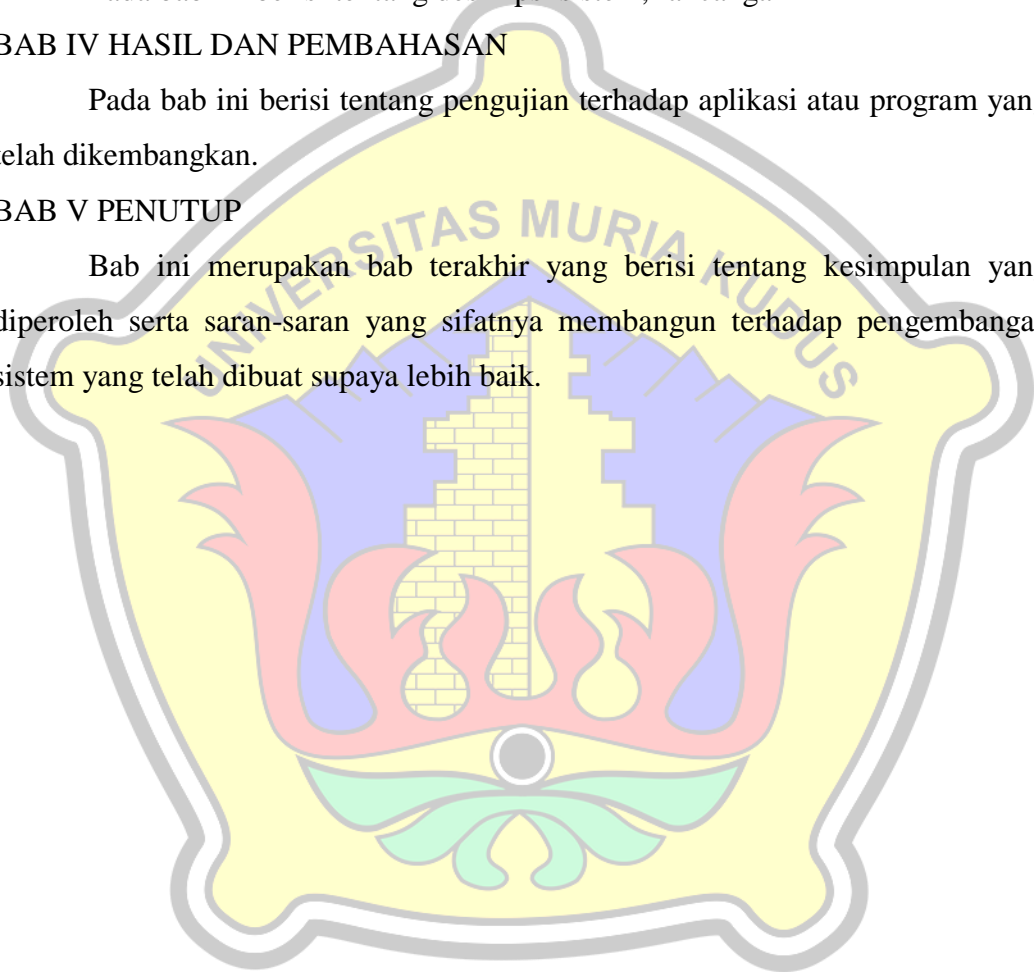 BAB IV HASIL DAN PEMBAHASAN
Pada bab ini berisi tentang pengujian terhadap aplikasi atau program yan
telah dikembangkan.
BAB V PENUTUP
Bab ini merupakan bab terakhir yang berisi tentang kesimpulan yan
diperoleh serta saran-saran yang sifatnya membangun terhadap pengembanga
sistem yang telah dibuat supaya lebih baik.
UNIVERSITAS MURIA KUDUS